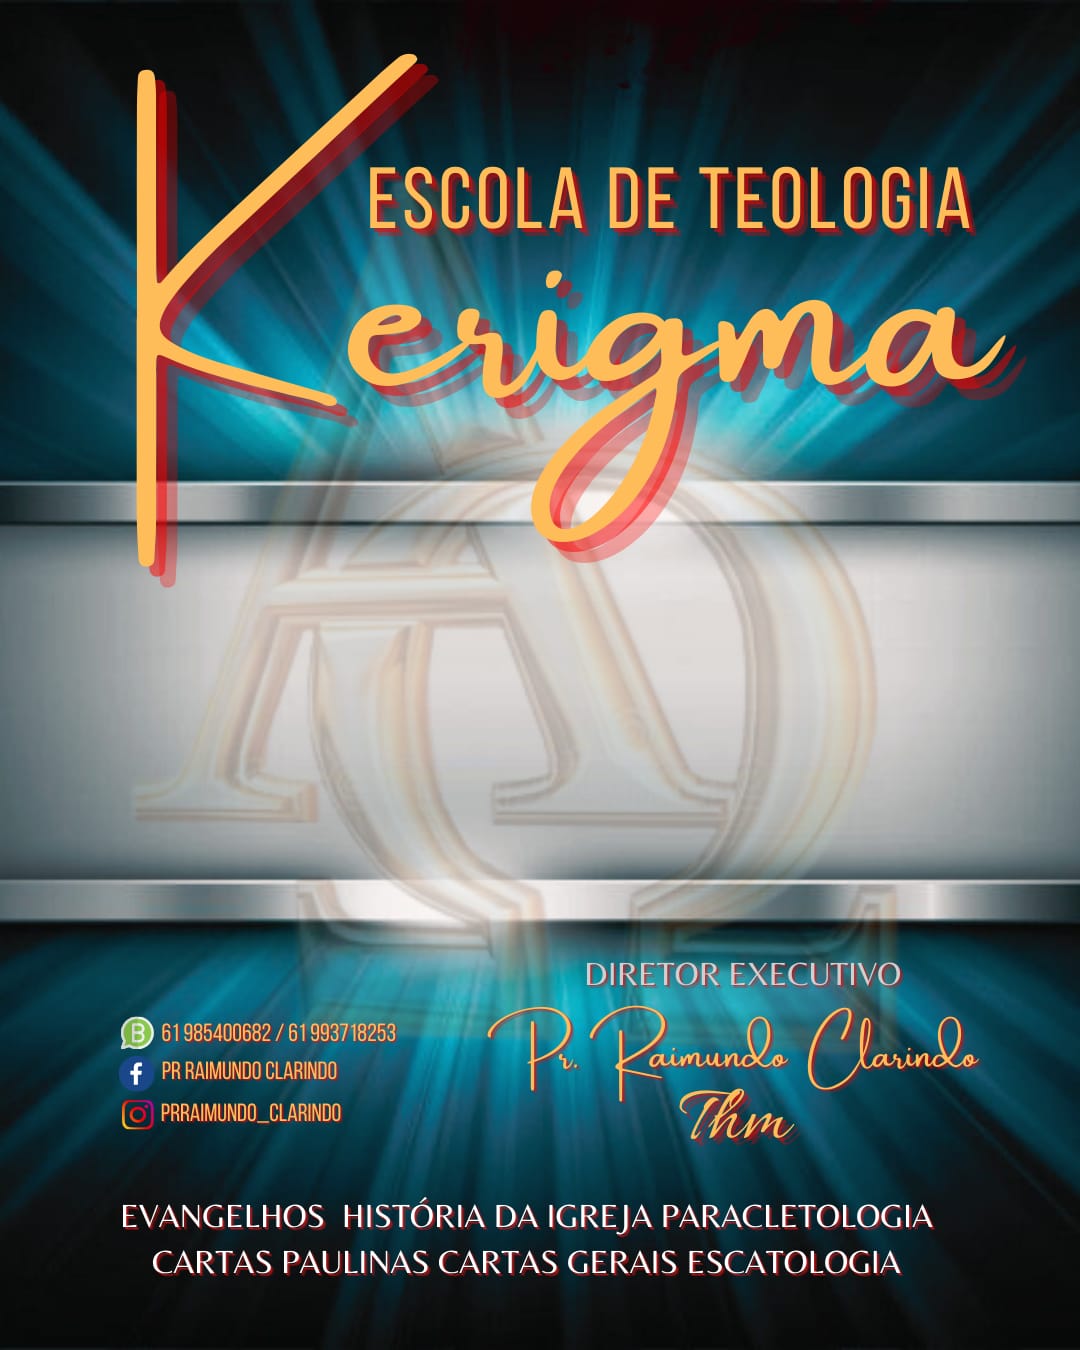 ESCOLA DE TEOLOGIA
Kerigma
DIRETOR EXECUTIVO
Pr. Raimundo Clarindo
Thm
61 985400682 / 61 993718253
PR RAIMUNDO CLARINDO
PRRAIMUNDO_CLARINDO
EVANGELHOS HISTÓRIA DA IGREJA PARACLETOLOGIA
CARTAS PAULINAS CARTAS GERAIS ESCATOLOGIA